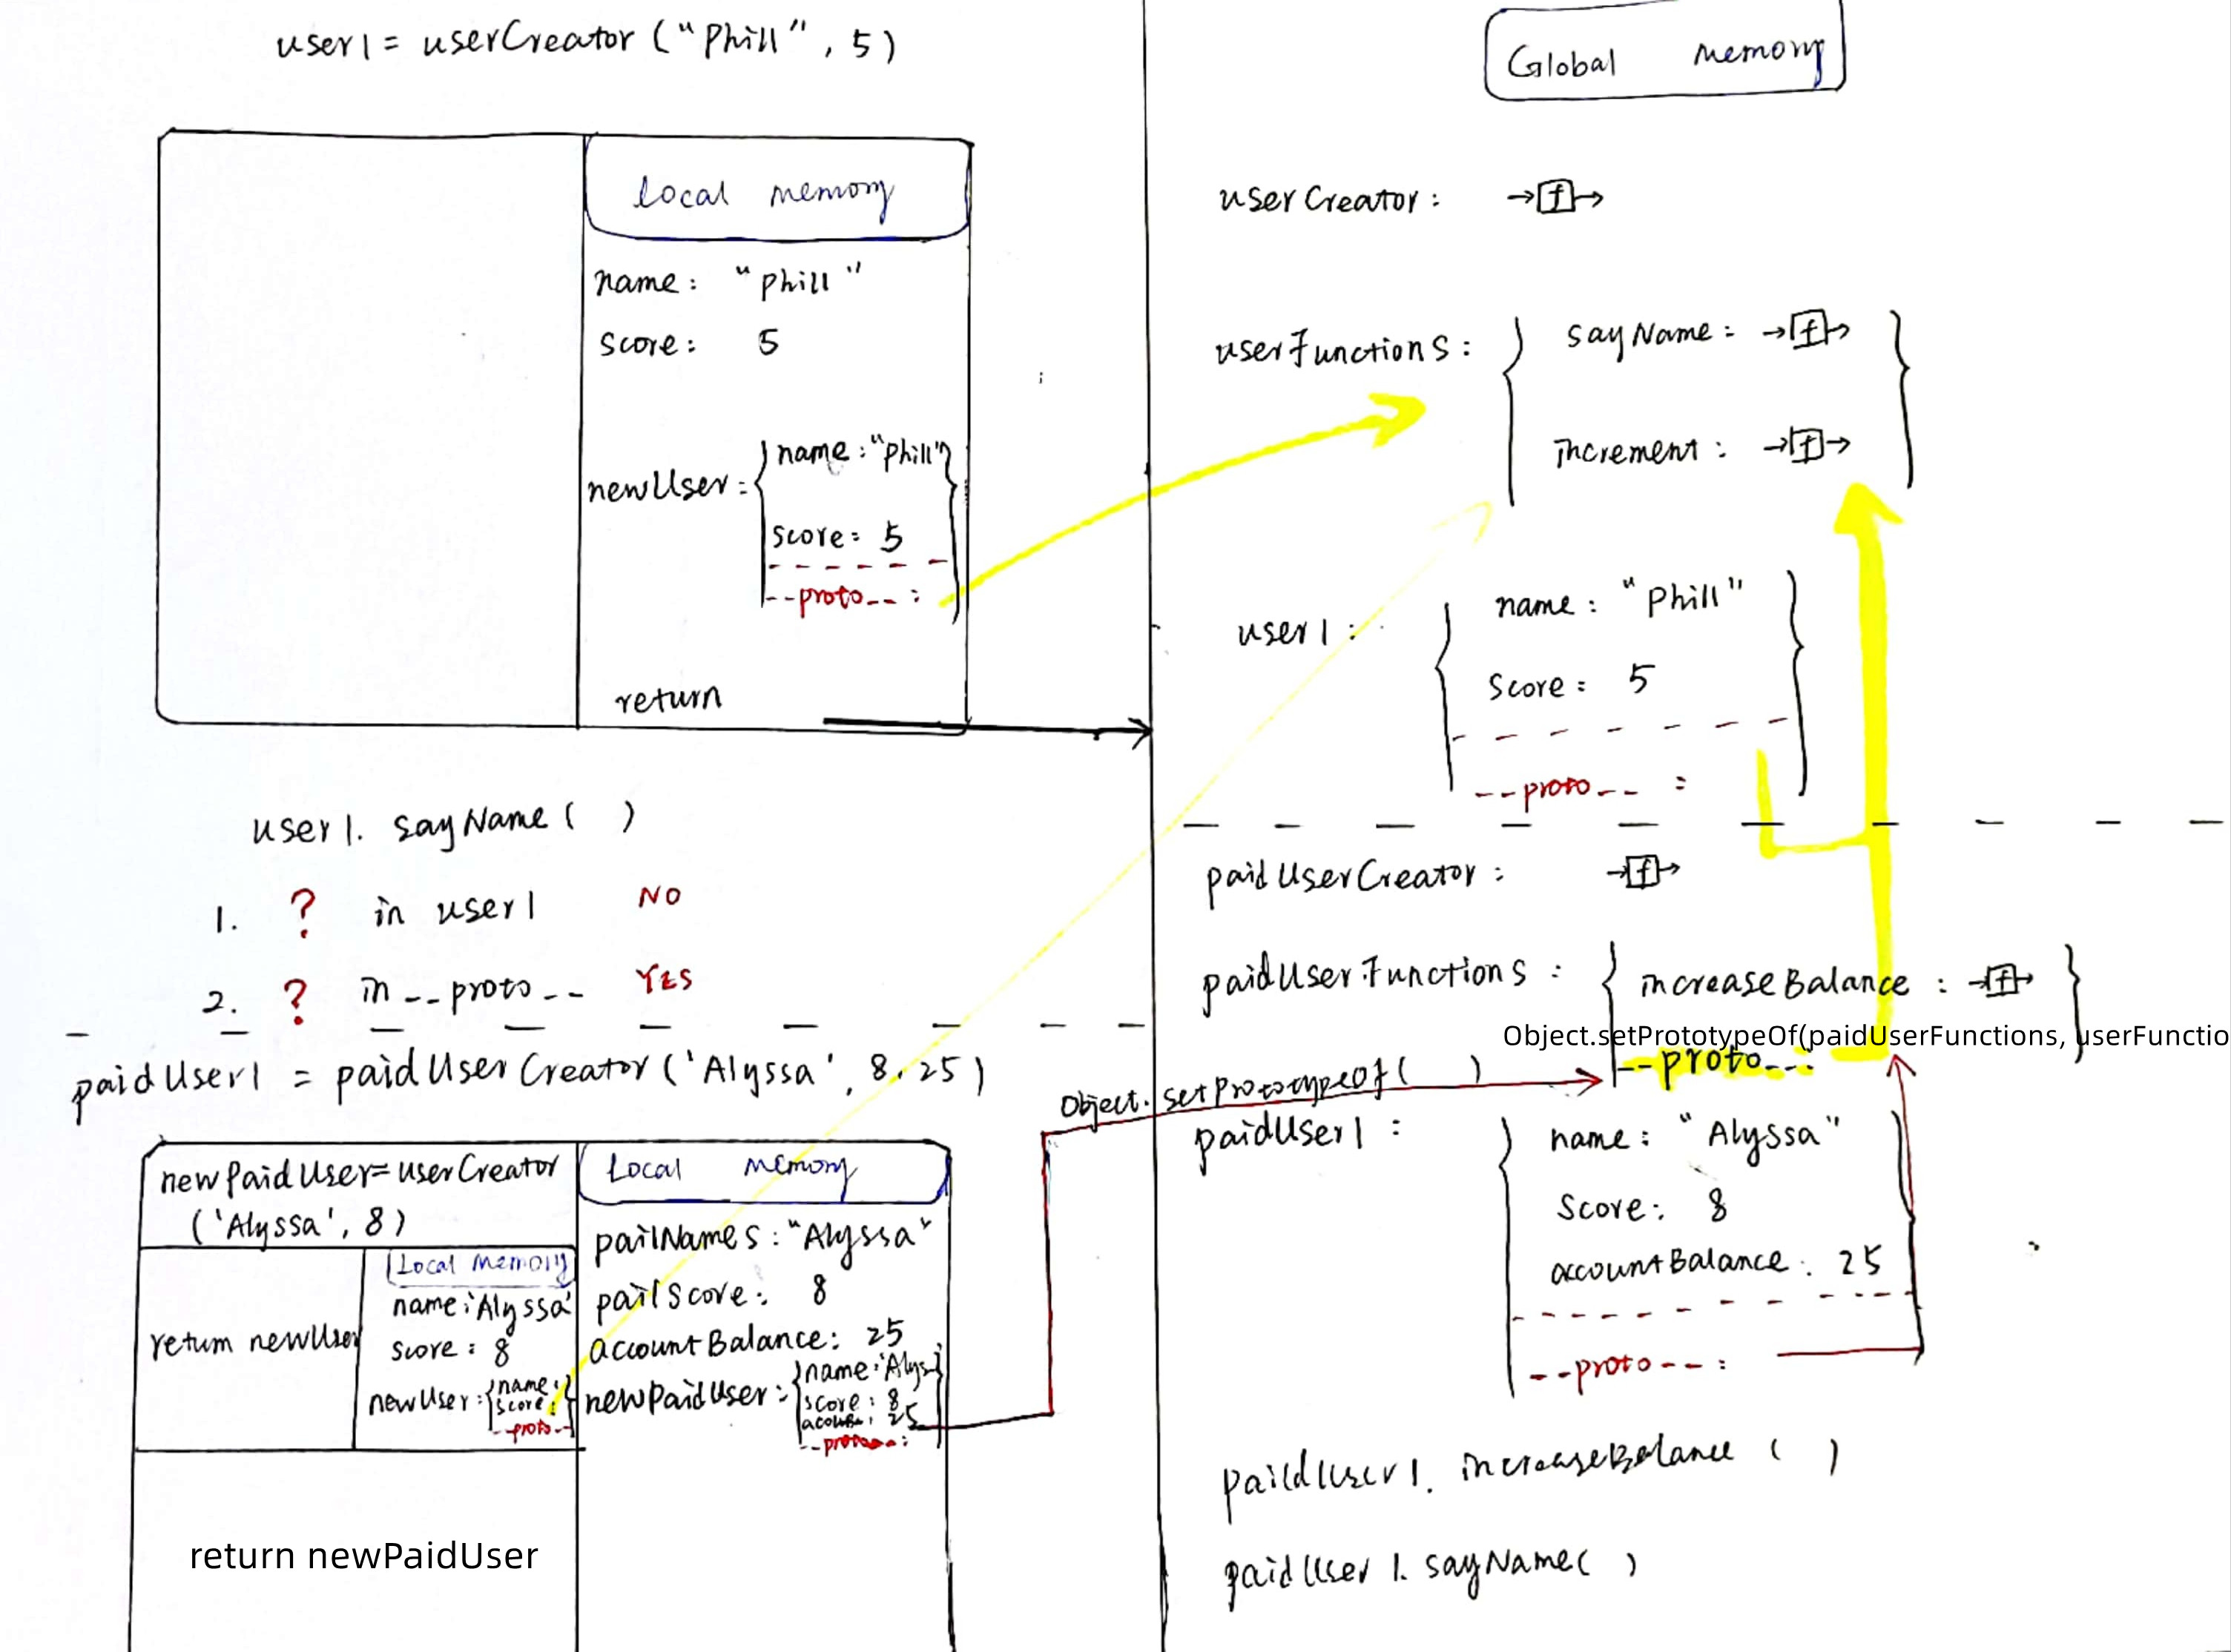 user1 = userCreator ("Phill", 5)
Local memory
name: "Phill"
score: 5
newUser: { name: "Phill"
score: 5
--proto-- : }
return
user1. sayName ( )
1. ? in user1 NO
2. ? in --proto-- YES
paidUser1 = paidUserCreator ('Alyssa', 8, 25)
newPaidUser=userCreator
('Alyssa', 8)
Local memory
name: 'Alyssa'
score: 8
return newUser
newUser: { name:
score: }
--proto--
return newPaidUser
Local memory
pailNames: "Alyssa"
pailScore: 8
accountBalance: 25
newPaidUser: { name: 'Alys }
score: 8
25
--proto--:
Object. setPrototypeOf ( )
Global memory
userCreator: →[f]→
userFunctions: { sayName: →[f]→
increment: →[f]→ }
user1: { name: "Phill"
Score: 5
--proto-- : }
paidUserCreator: →[f]→
paidUserFunctions: { increaseBalance: →[f]→ }
Object.setPrototypeOf(paidUserFunctions, userFunctio
--proto--:
paidUser1: { name: "Alyssa"
Score: 8
accountBalance: 25
--proto-- : }
paidUser1. increaseBalance ( )
paidUser1. sayName( )